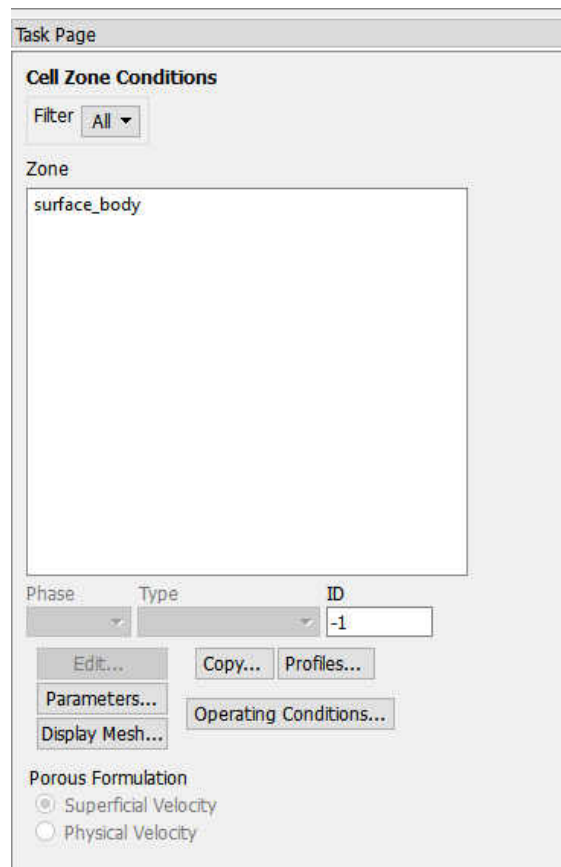 Task Page
Cell Zone Conditions
Filter All
Zone
surface_body
Phase Type ID
-1
Edit... Copy... Profiles...
Parameters... Operating Conditions...
Display Mesh...
Porous Formulation
Superficial Velocity
Physical Velocity